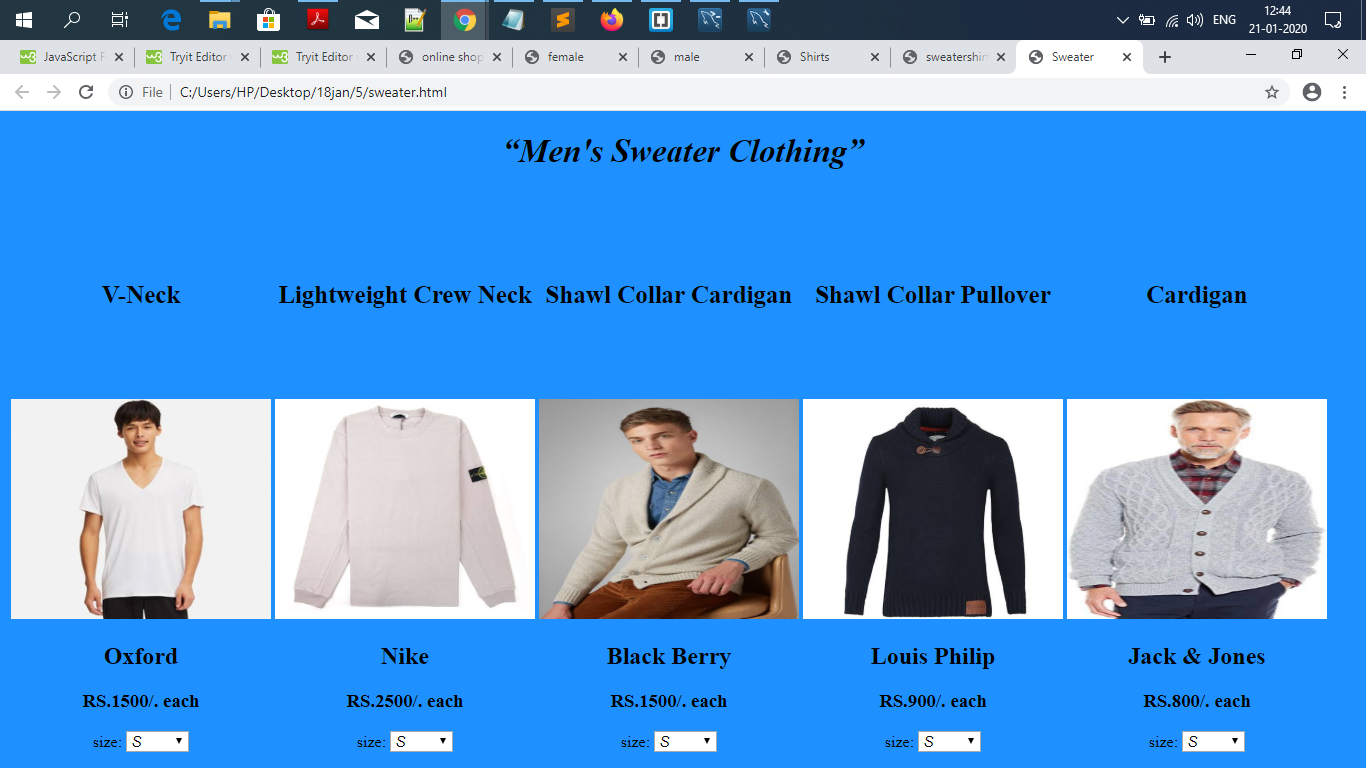 12:44
ENG
21-01-2020
JavaScript F
Tryit Editor
Tryit Editor
online shop
female
male
Shirts
sweatershir
Sweater
File C:/Users/HP/Desktop/18jan/5/sweater.html
“Men's Sweater Clothing”
V-Neck Lightweight Crew Neck Shawl Collar Cardigan Shawl Collar Pullover Cardigan
Oxford Nike Black Berry Louis Philip Jack & Jones
RS.1500/. each RS.2500/. each RS.1500/. each RS.900/. each RS.800/. each
size: S size: S size: S size: S size: S